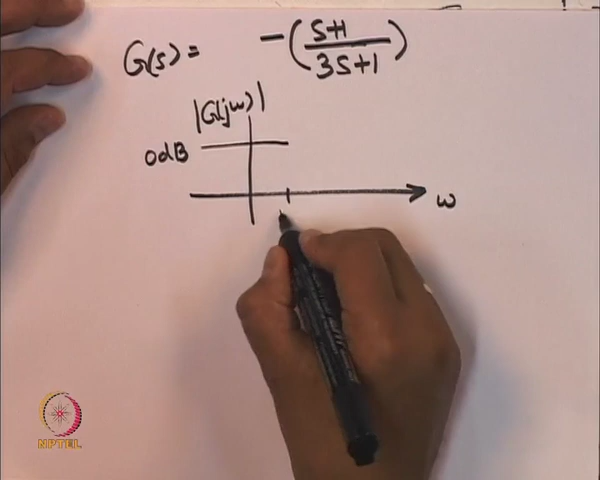 G(s) = -(s+1 / 3s+1)
|G(jω)|
0dB
ω
NPTEL